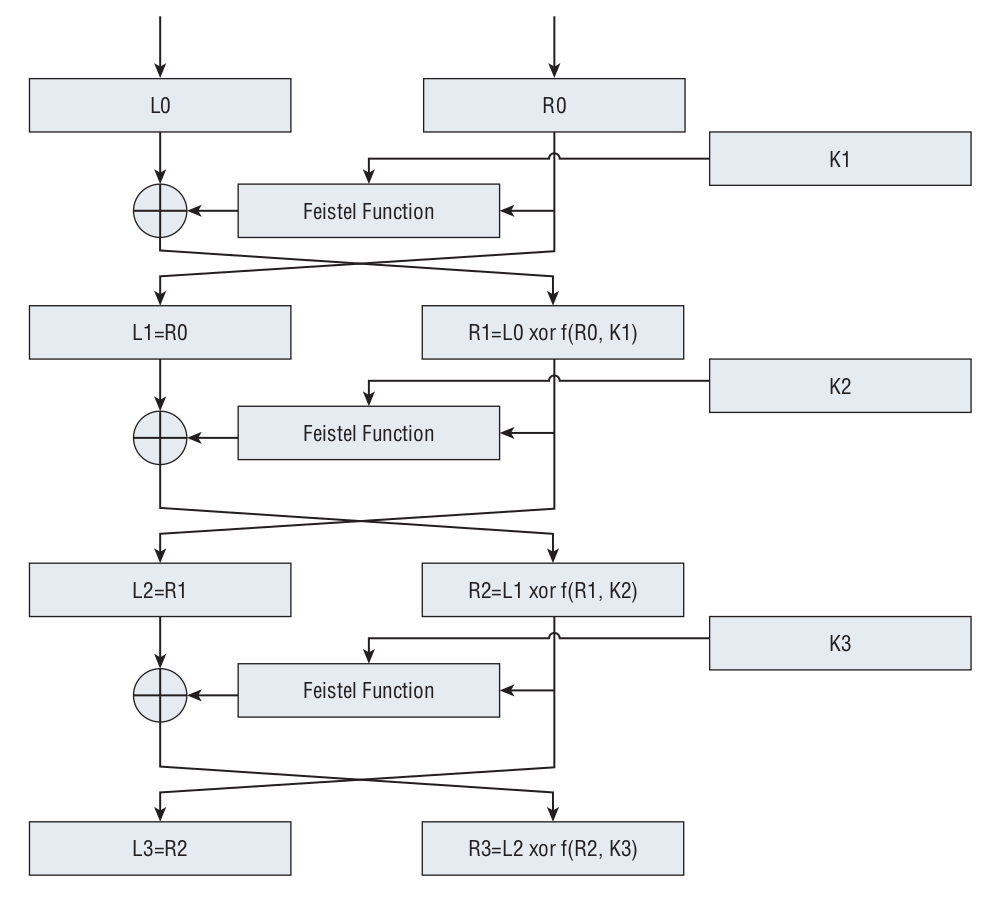 L0
R0
K1
Feistel Function
L1=R0
R1=L0 xor f(R0, K1)
K2
Feistel Function
L2=R1
R2=L1 xor f(R1, K2)
K3
Feistel Function
L3=R2
R3=L2 xor f(R2, K3)